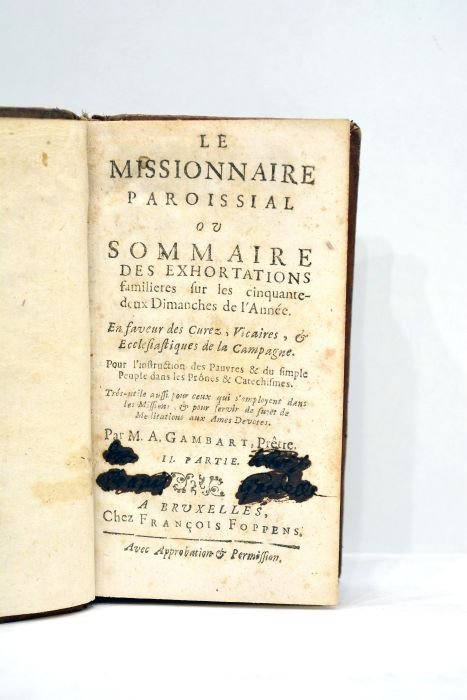 LE
MISSIONNAIRE
PAROISSIAL
OU
SOMMAIRE
DES EXHORTATIONS
familieres sur les cinquante-
deux Dimanches de l'Année.
En faveur des Curez, Vicaires, &
Ecclesiastiques de la Campagne.
Pour l'instruction des Pauvres & du simple
Peuple dans les Prônes & Catechismes.
Trés-utile aussi pour ceux qui s'employent dans
les Missions, & pour servir de sujet de
Meditations aux Ames Devotes.
Par M. A. GAMBART, Prêtre.
II. PARTIE.
A BRUXELLES,
Chez FRANÇOIS FOPPENS.
Avec Approbation & Permission.